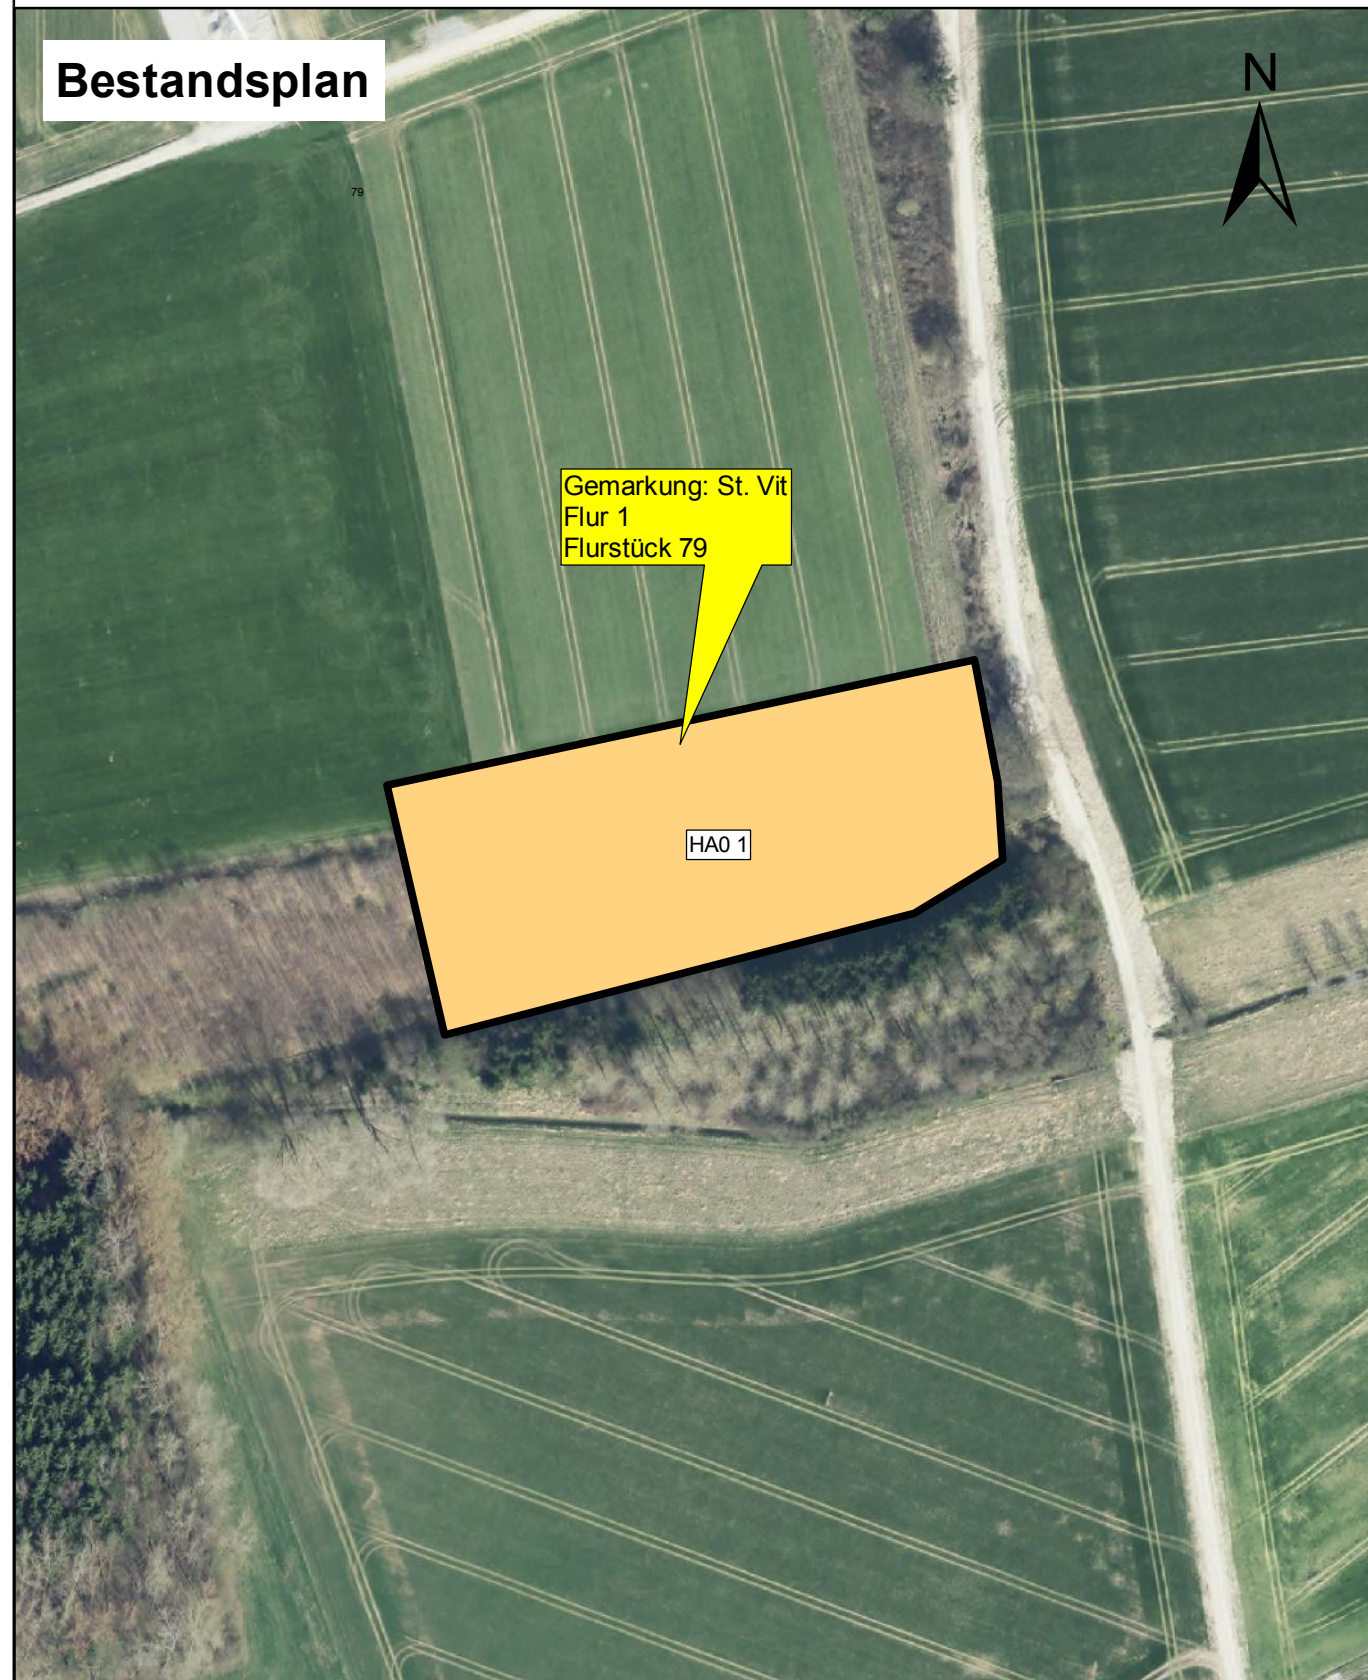 Bestandsplan
N
79
Gemarkung: St. Vit
Flur 1
Flurstück 79
HA0 1